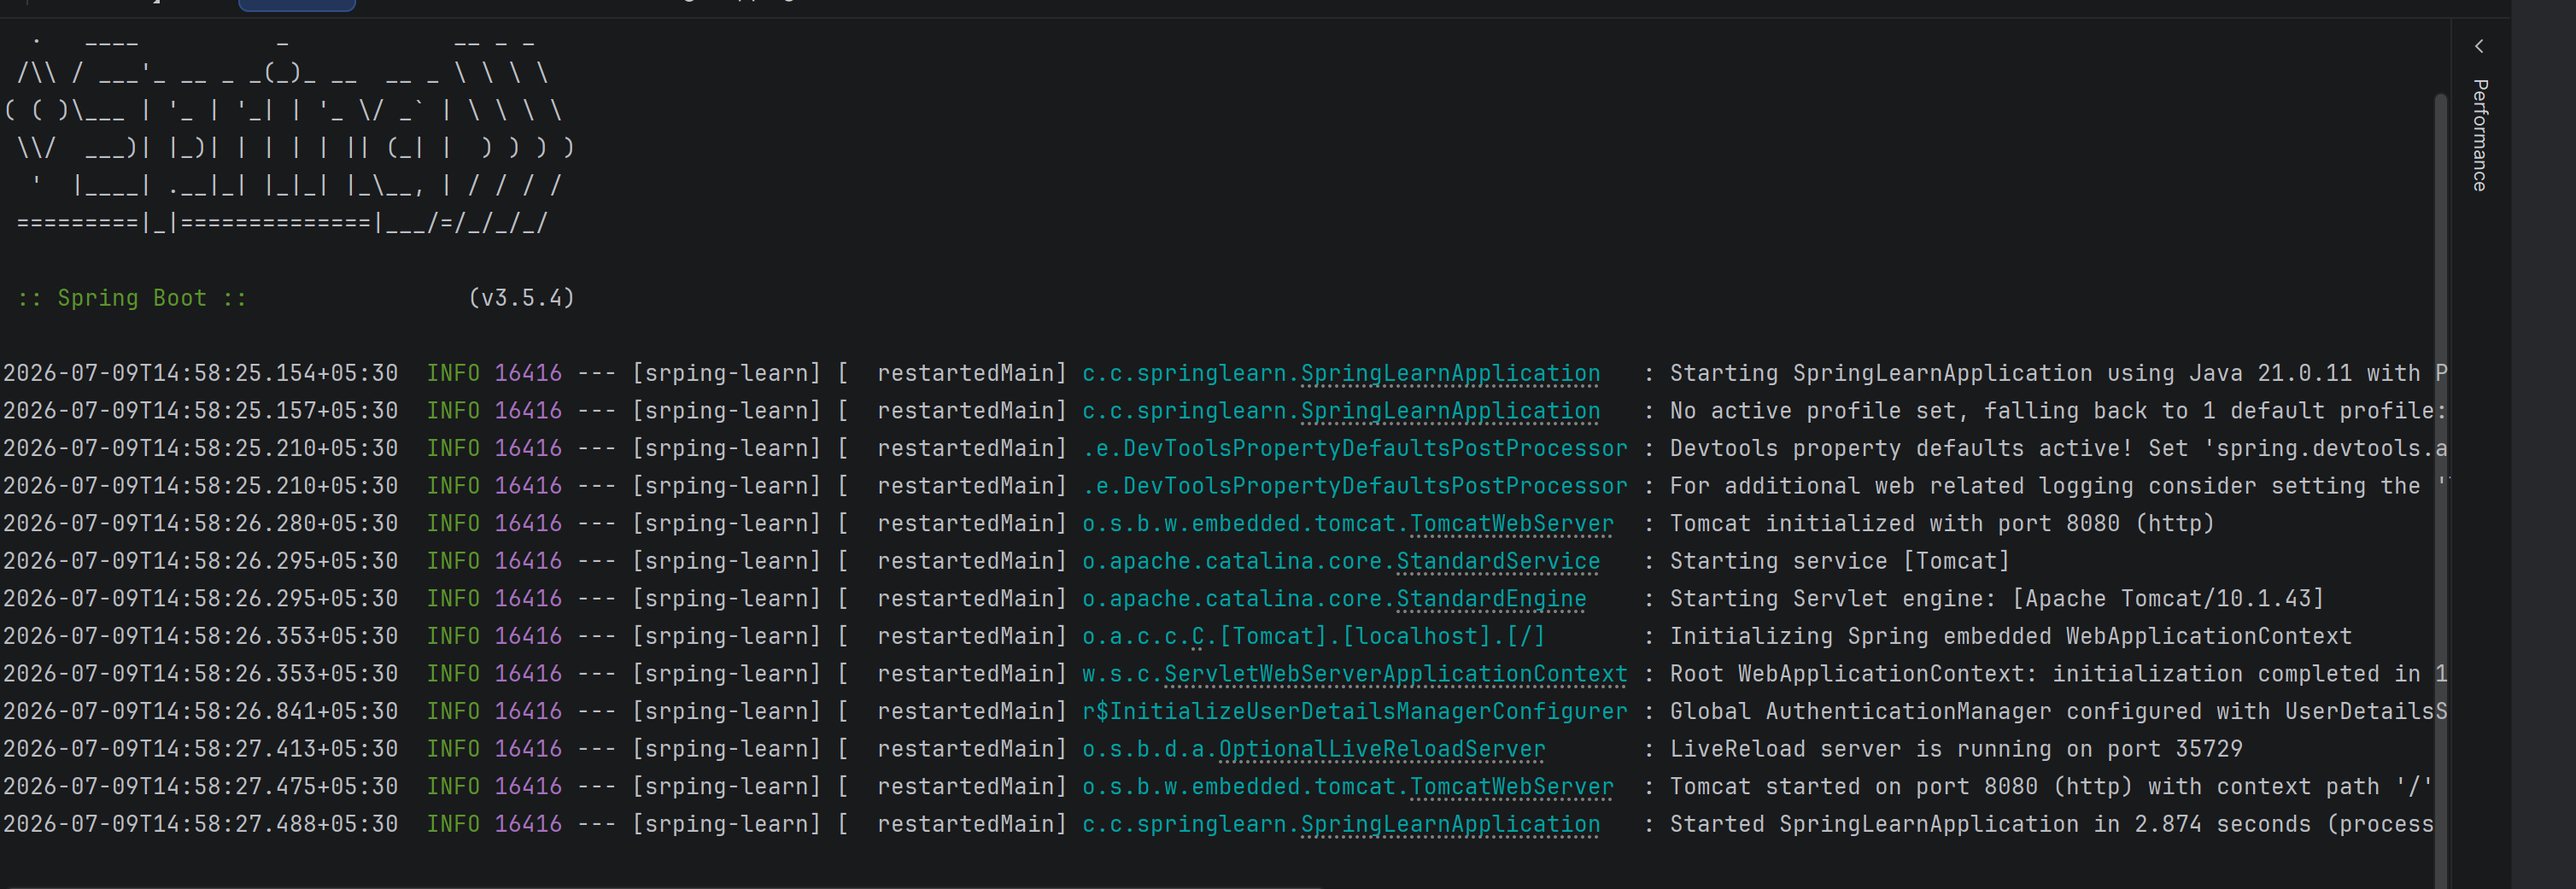 .   ____          _            __ _ _
 /\\ / ___'_ __ _ _(_)_ __  __ _ \ \ \ \
( ( )\___ | '_ | '_| | '_ \/ _` | \ \ \ \
 \\/  ___)| |_)| | | | | || (_| |  ) ) ) )
  '  |____| .__|_| |_|_| |_\__, | / / / /
 =========|_|==============|___/=/_/_/_/
 :: Spring Boot ::                (v3.5.4)
2026-07-09T14:58:25.154+05:30  INFO 16416 --- [srping-learn] [  restartedMain] c.c.springlearn.SpringLearnApplication   : Starting SpringLearnApplication using Java 21.0.11 with P
2026-07-09T14:58:25.157+05:30  INFO 16416 --- [srping-learn] [  restartedMain] c.c.springlearn.SpringLearnApplication   : No active profile set, falling back to 1 default profile:
2026-07-09T14:58:25.210+05:30  INFO 16416 --- [srping-learn] [  restartedMain] .e.DevToolsPropertyDefaultsPostProcessor : Devtools property defaults active! Set 'spring.devtools.a
2026-07-09T14:58:25.210+05:30  INFO 16416 --- [srping-learn] [  restartedMain] .e.DevToolsPropertyDefaultsPostProcessor : For additional web related logging consider setting the '
2026-07-09T14:58:26.280+05:30  INFO 16416 --- [srping-learn] [  restartedMain] o.s.b.w.embedded.tomcat.TomcatWebServer  : Tomcat initialized with port 8080 (http)
2026-07-09T14:58:26.295+05:30  INFO 16416 --- [srping-learn] [  restartedMain] o.apache.catalina.core.StandardService   : Starting service [Tomcat]
2026-07-09T14:58:26.295+05:30  INFO 16416 --- [srping-learn] [  restartedMain] o.apache.catalina.core.StandardEngine    : Starting Servlet engine: [Apache Tomcat/10.1.43]
2026-07-09T14:58:26.353+05:30  INFO 16416 --- [srping-learn] [  restartedMain] o.a.c.c.C.[Tomcat].[localhost].[/]       : Initializing Spring embedded WebApplicationContext
2026-07-09T14:58:26.353+05:30  INFO 16416 --- [srping-learn] [  restartedMain] w.s.c.ServletWebServerApplicationContext : Root WebApplicationContext: initialization completed in 1
2026-07-09T14:58:26.841+05:30  INFO 16416 --- [srping-learn] [  restartedMain] r$InitializeUserDetailsManagerConfigurer : Global AuthenticationManager configured with UserDetailsS
2026-07-09T14:58:27.413+05:30  INFO 16416 --- [srping-learn] [  restartedMain] o.s.b.d.a.OptionalLiveReloadServer       : LiveReload server is running on port 35729
2026-07-09T14:58:27.475+05:30  INFO 16416 --- [srping-learn] [  restartedMain] o.s.b.w.embedded.tomcat.TomcatWebServer  : Tomcat started on port 8080 (http) with context path '/'
2026-07-09T14:58:27.488+05:30  INFO 16416 --- [srping-learn] [  restartedMain] c.c.springlearn.SpringLearnApplication   : Started SpringLearnApplication in 2.874 seconds (process
Performance